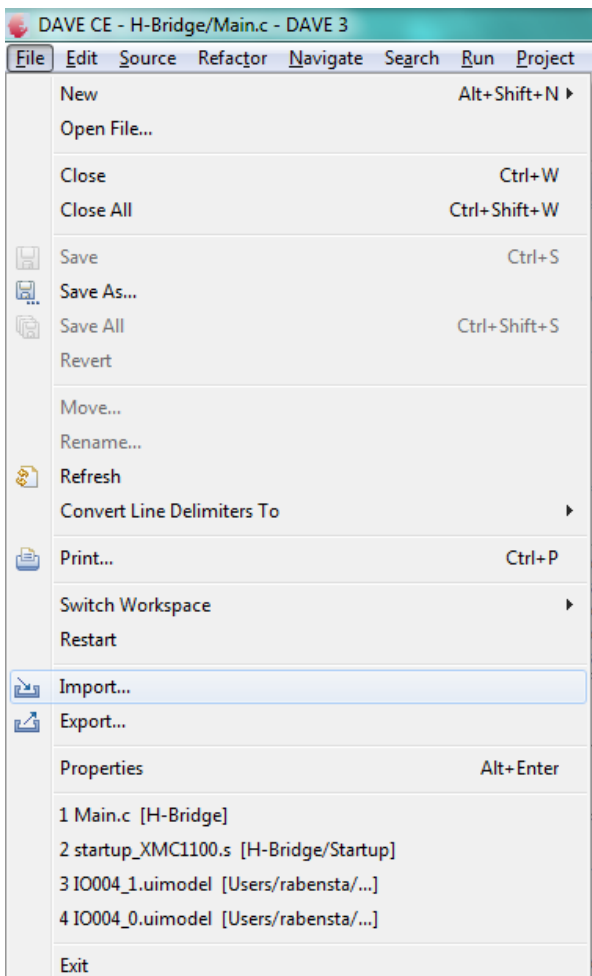 DAVE CE - H-Bridge/Main.c - DAVE 3
File Edit Source Refactor Navigate Search Run Project
New Alt+Shift+N
Open File...
Close Ctrl+W
Close All Ctrl+Shift+W
Save Ctrl+S
Save As...
Save All Ctrl+Shift+S
Revert
Move...
Rename...
Refresh
Convert Line Delimiters To
Print... Ctrl+P
Switch Workspace
Restart
Import...
Export...
Properties Alt+Enter
1 Main.c [H-Bridge]
2 startup_XMC1100.s [H-Bridge/Startup]
3 IO004_1.uimodel [Users/rabensta/...]
4 IO004_0.uimodel [Users/rabensta/...]
Exit